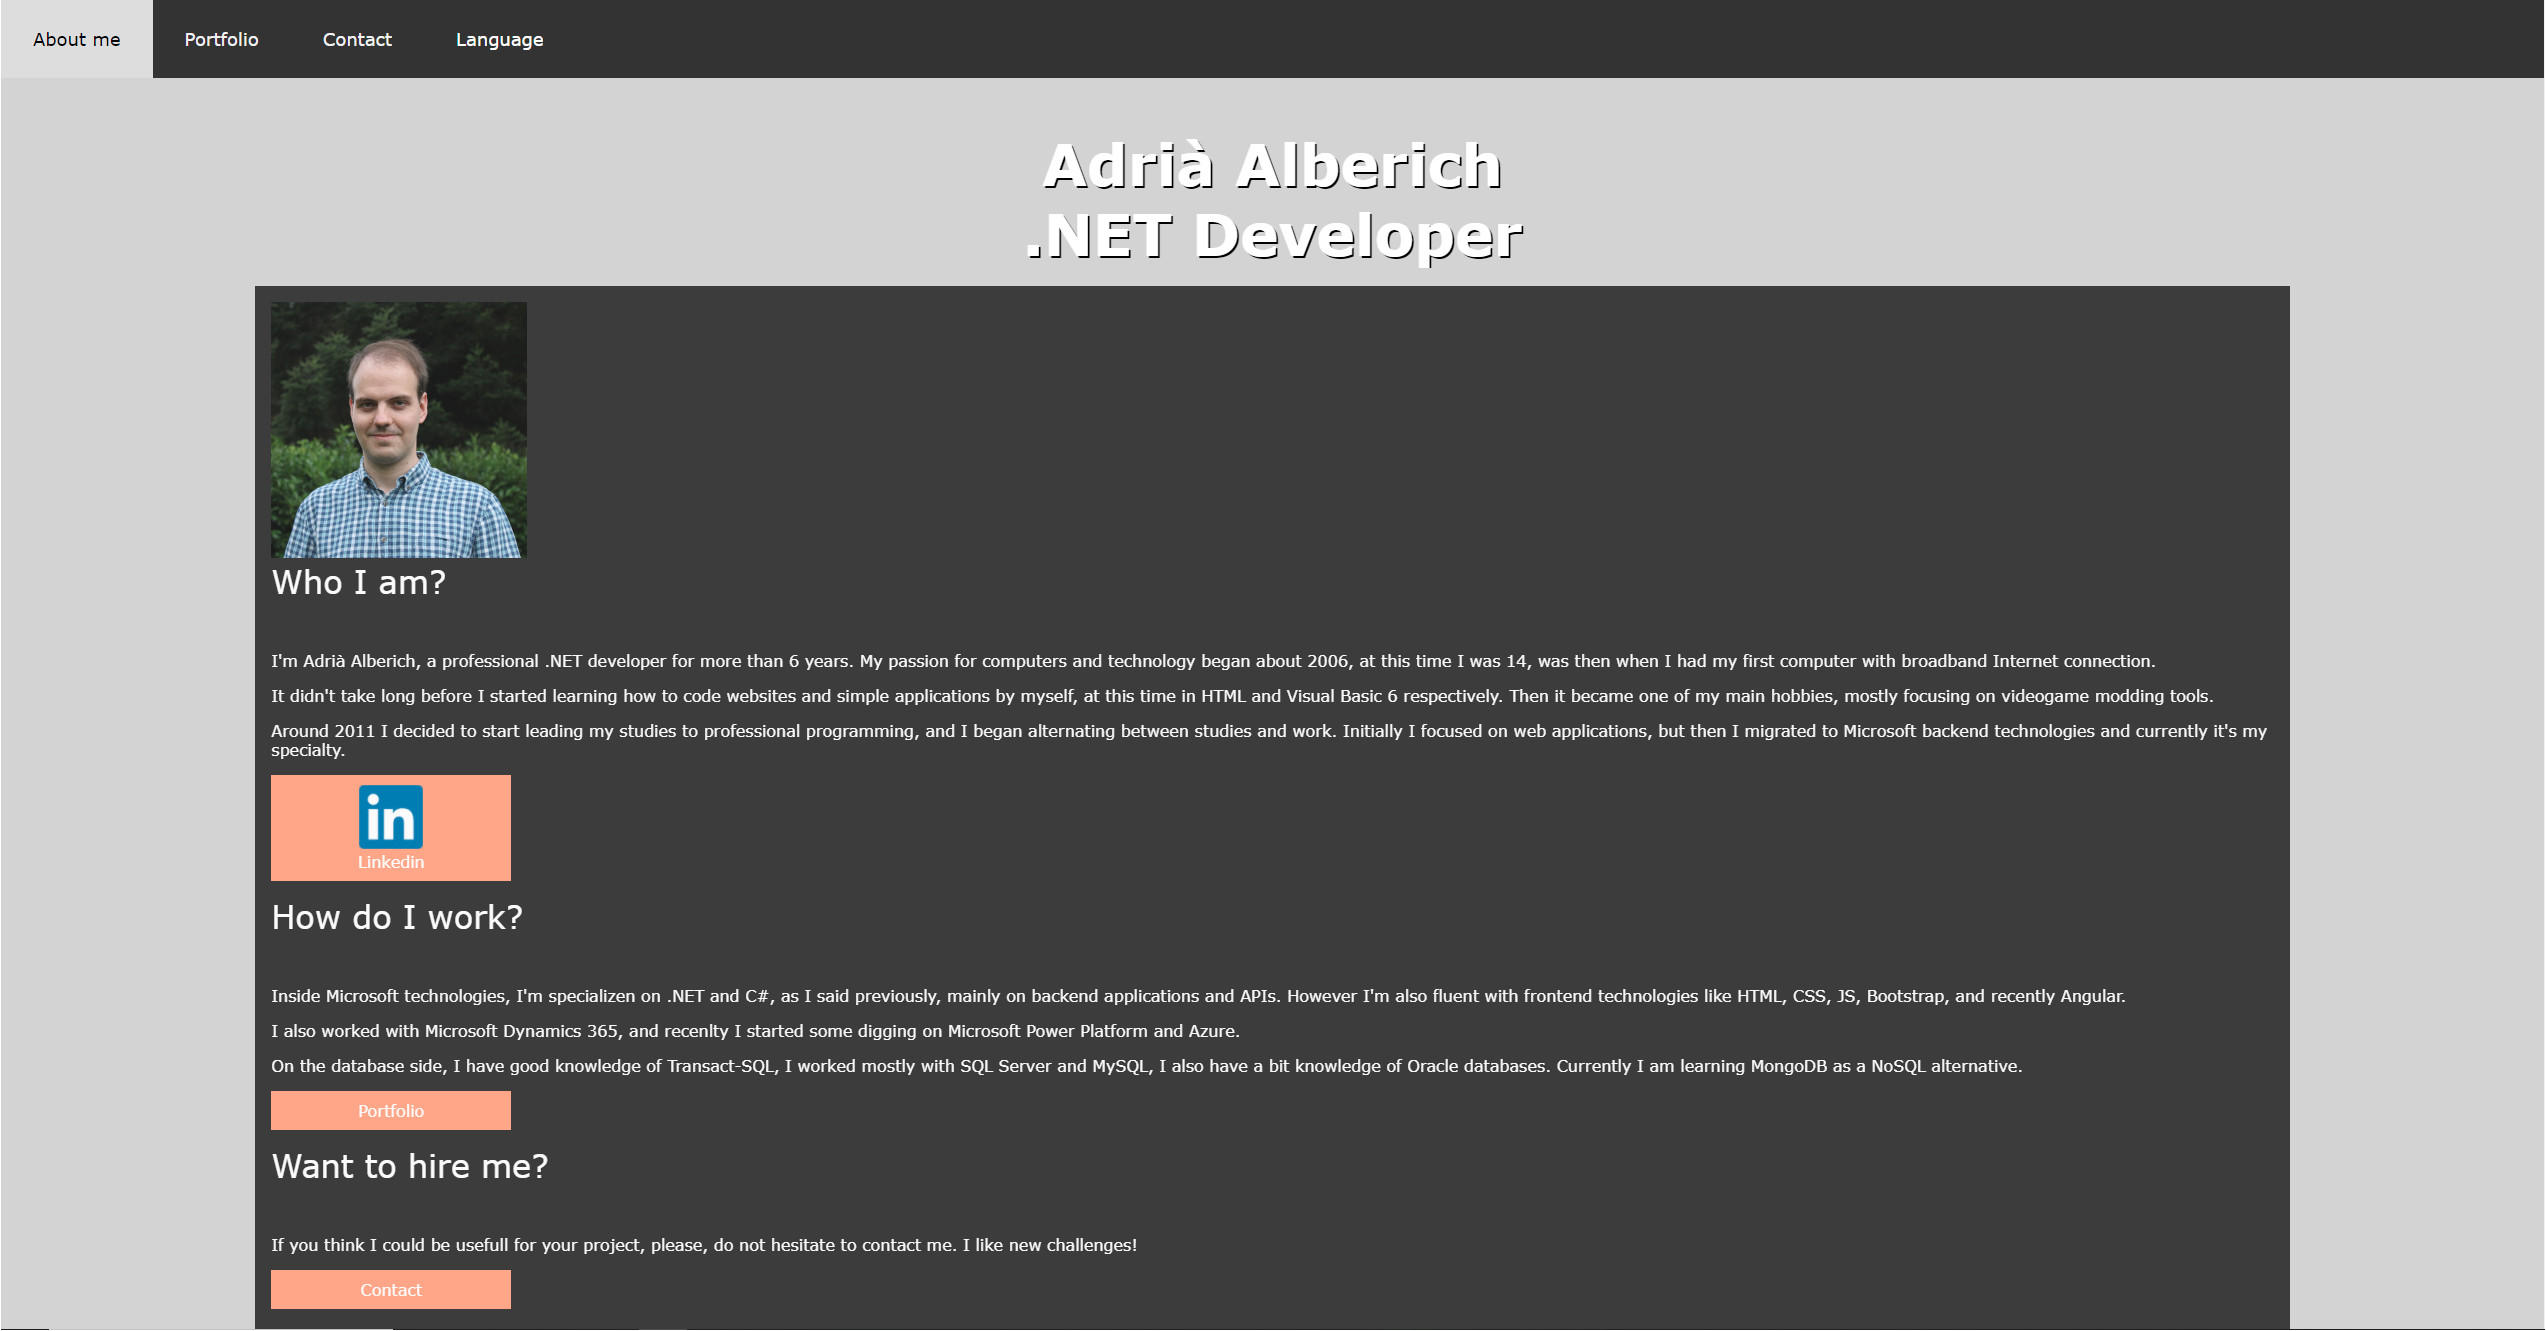 About me
Portfolio
Contact
Language
Adrià Alberich
.NET Developer
Who I am?
I'm Adrià Alberich, a professional .NET developer for more than 6 years. My passion for computers and technology began about 2006, at this time I was 14, was then when I had my first computer with broadband Internet connection.
It didn't take long before I started learning how to code websites and simple applications by myself, at this time in HTML and Visual Basic 6 respectively. Then it became one of my main hobbies, mostly focusing on videogame modding tools.
Around 2011 I decided to start leading my studies to professional programming, and I began alternating between studies and work. Initially I focused on web applications, but then I migrated to Microsoft backend technologies and currently it's my
specialty.
in
Linkedin
How do I work?
Inside Microsoft technologies, I'm specializen on .NET and C#, as I said previously, mainly on backend applications and APIs. However I'm also fluent with frontend technologies like HTML, CSS, JS, Bootstrap, and recently Angular.
I also worked with Microsoft Dynamics 365, and recenlty I started some digging on Microsoft Power Platform and Azure.
On the database side, I have good knowledge of Transact-SQL, I worked mostly with SQL Server and MySQL, I also have a bit knowledge of Oracle databases. Currently I am learning MongoDB as a NoSQL alternative.
Portfolio
Want to hire me?
If you think I could be usefull for your project, please, do not hesitate to contact me. I like new challenges!
Contact